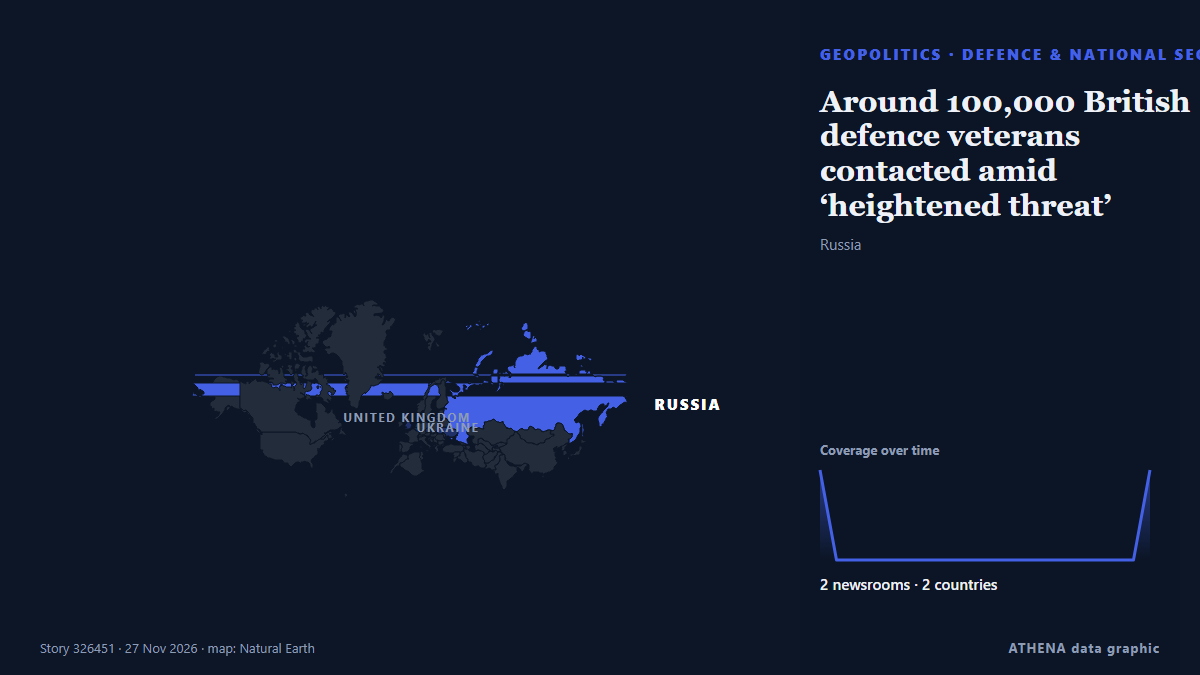 GEOPOLITICS · DEFENCE & NATIONAL
Around 100,000 British
defence veterans
contacted amid
‘heightened threat’
Russia
UNITED KINGDOM
UKRAINE
RUSSIA
Coverage over time
2 newsrooms · 2 countries
Story 326451 · 27 Nov 2026 · map: Natural Earth
ATHENA data graphic